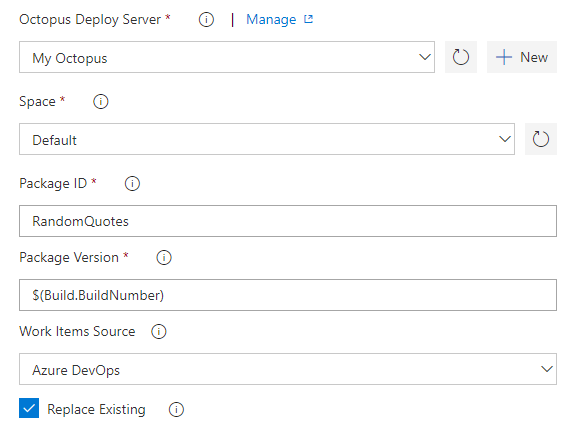 Octopus Deploy Server * | Manage
My Octopus
New
Space *
Default
Package ID *
RandomQuotes
Package Version *
$(Build.BuildNumber)
Work Items Source
Azure DevOps
Replace Existing